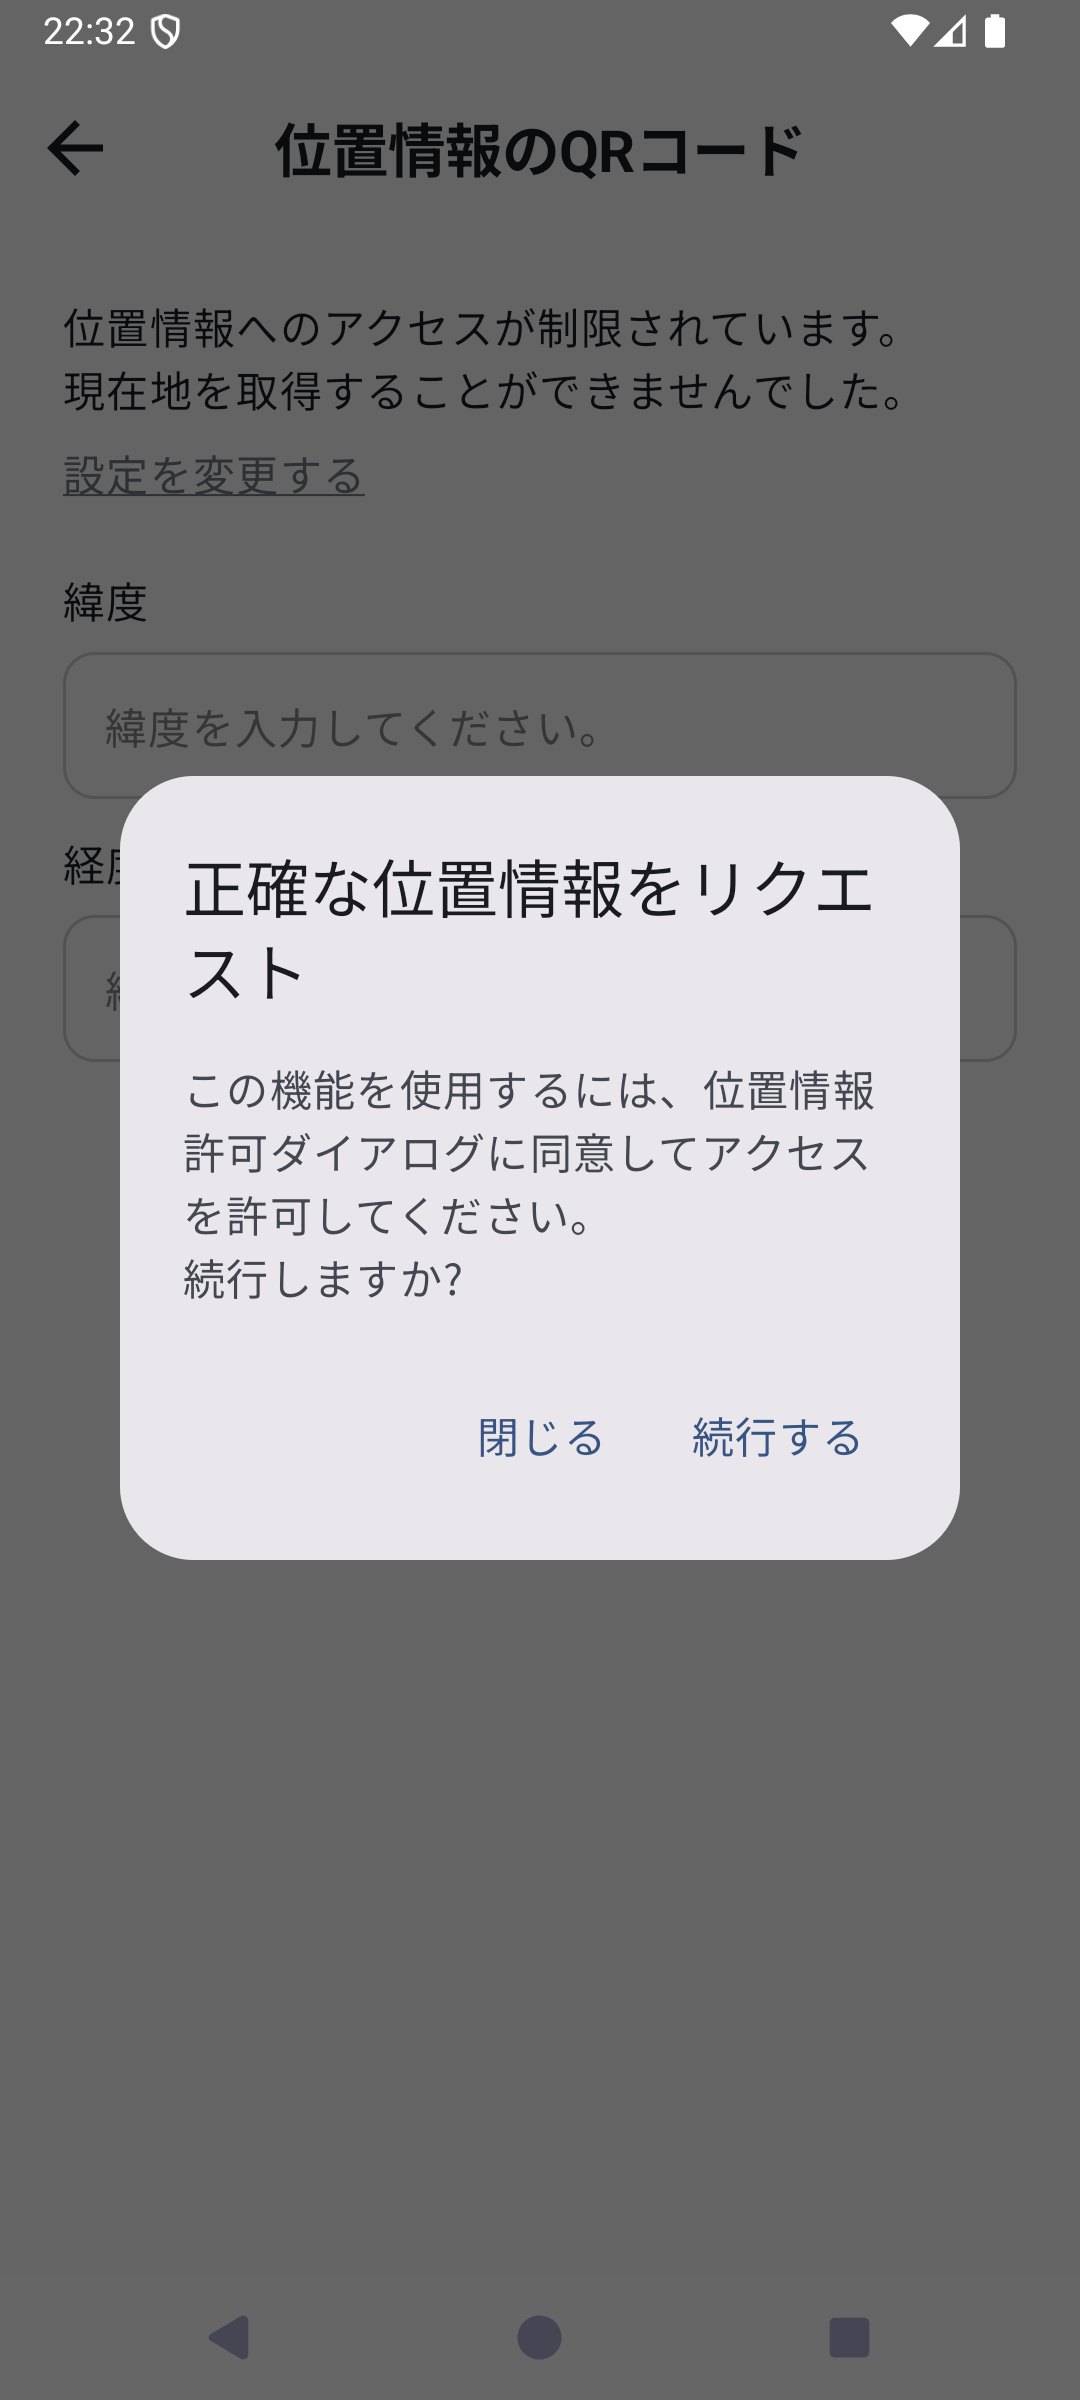 22:32
位置情報のQRコード
位置情報へのアクセスが制限されています。
現在地を取得することができませんでした。
設定を変更する
緯度
緯度を入力してください。
経
正確な位置情報をリクエ
スト
この機能を使用するには、位置情報
許可ダイアログに同意してアクセス
を許可してください。
続行しますか?
閉じる
続行する